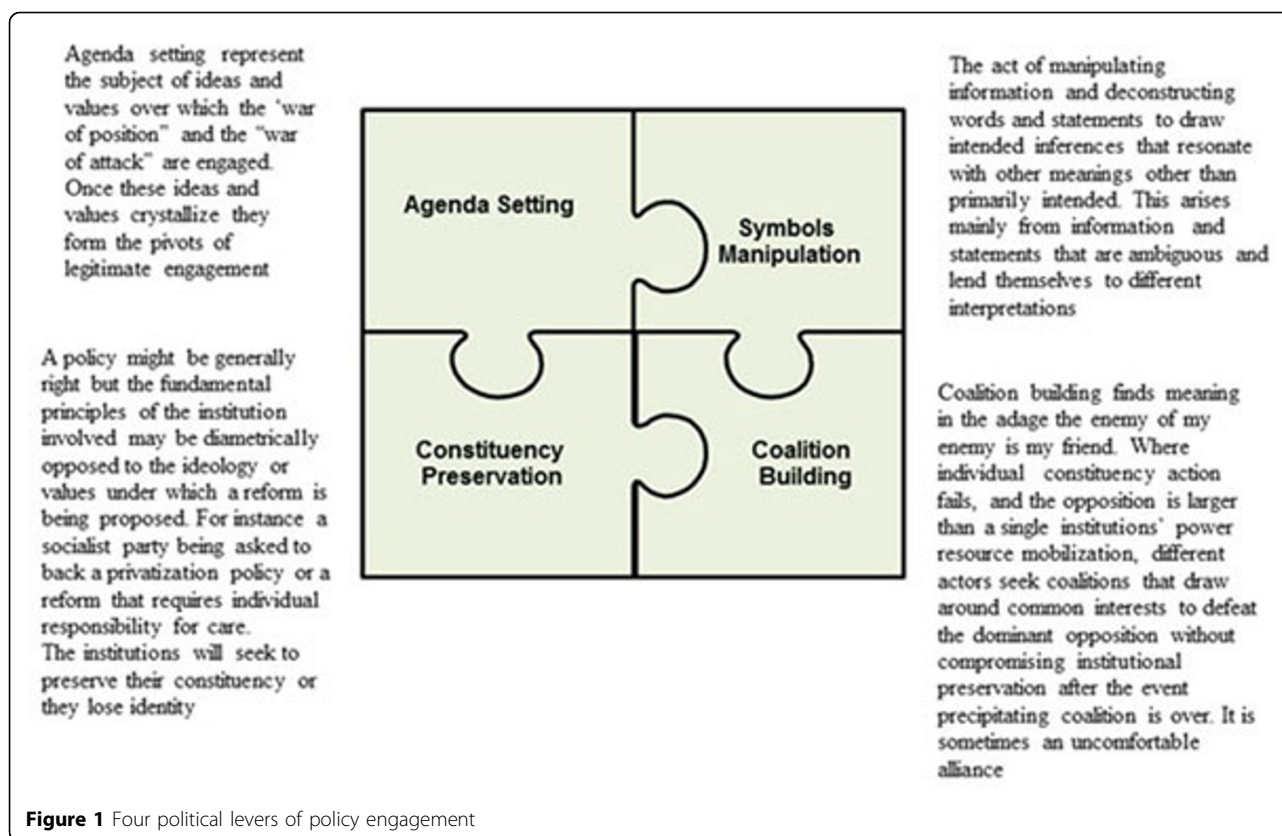 Agenda setting represent
the subject of ideas and
values over which the 'war
of position" and the "war
of attack" are engaged.
Once these ideas and
values crystallize they
form the pivots of
legitimate engagement
A policy might be generally
right but the fundamental
principles of the institution
involved may be diametrically
opposed to the ideology or
values under which a reform is
being proposed. For instance a
socialist party being asked to
back a privatization policy or a
reform that requires individual
responsibility for care.
The institutions will seek to
preserve their constituency or
they lose identity
Agenda Setting
Symbols
Manipulation
Constituency
Preservation
Coalition
Building
The act of manipulating
information and deconstructing
words and statements to draw
intended inferences that resonate
with other meanings other than
primarily intended. This arises
mainly from information and
statements that are ambiguous and
lend themselves to different
interpretations
Coalition building finds meaning
in the adage the enemy of my
enemy is my friend. Where
individual constituency action
fails, and the opposition is larger
than a single institutions' power
resource mobilization, different
actors seek coalitions that draw
around common interests to defeat
the dominant opposition without
compromising institutional
preservation after the event
precipitating coalition is over. It is
sometimes an uncomfortable
alliance
Figure 1 Four political levers of policy engagement